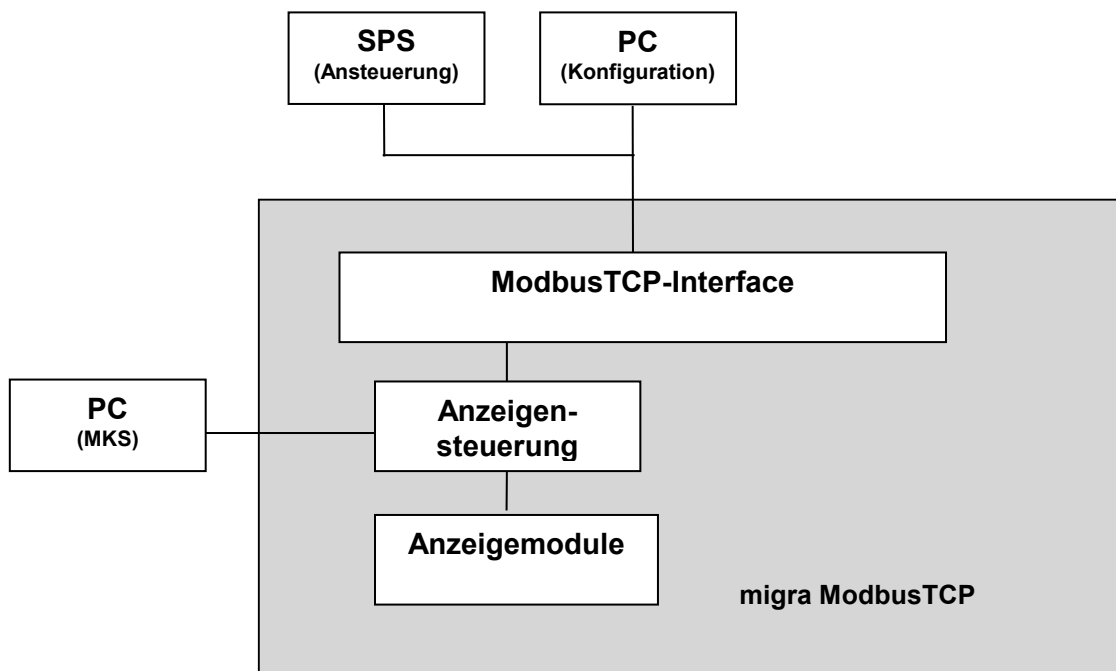 SPS
(Ansteuerung)
PC
(Konfiguration)
ModbusTCP-Interface
PC
(MKS)
Anzeigen-
steuerung
Anzeigemodule
migra ModbusTCP